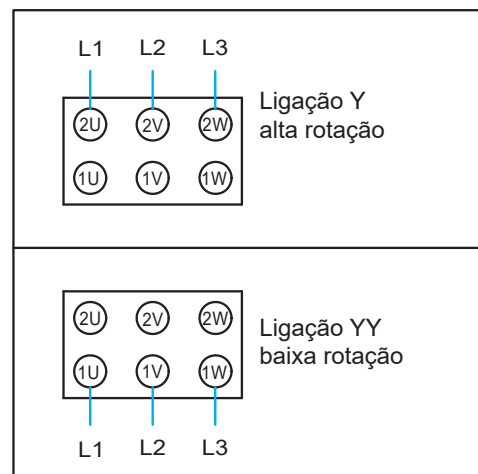 L1 L2 L3
2U 2V 2W
1U 1V 1W
Ligação Y
alta rotação
2U 2V 2W
1U 1V 1W
Ligação YY
baixa rotação
L1 L2 L3